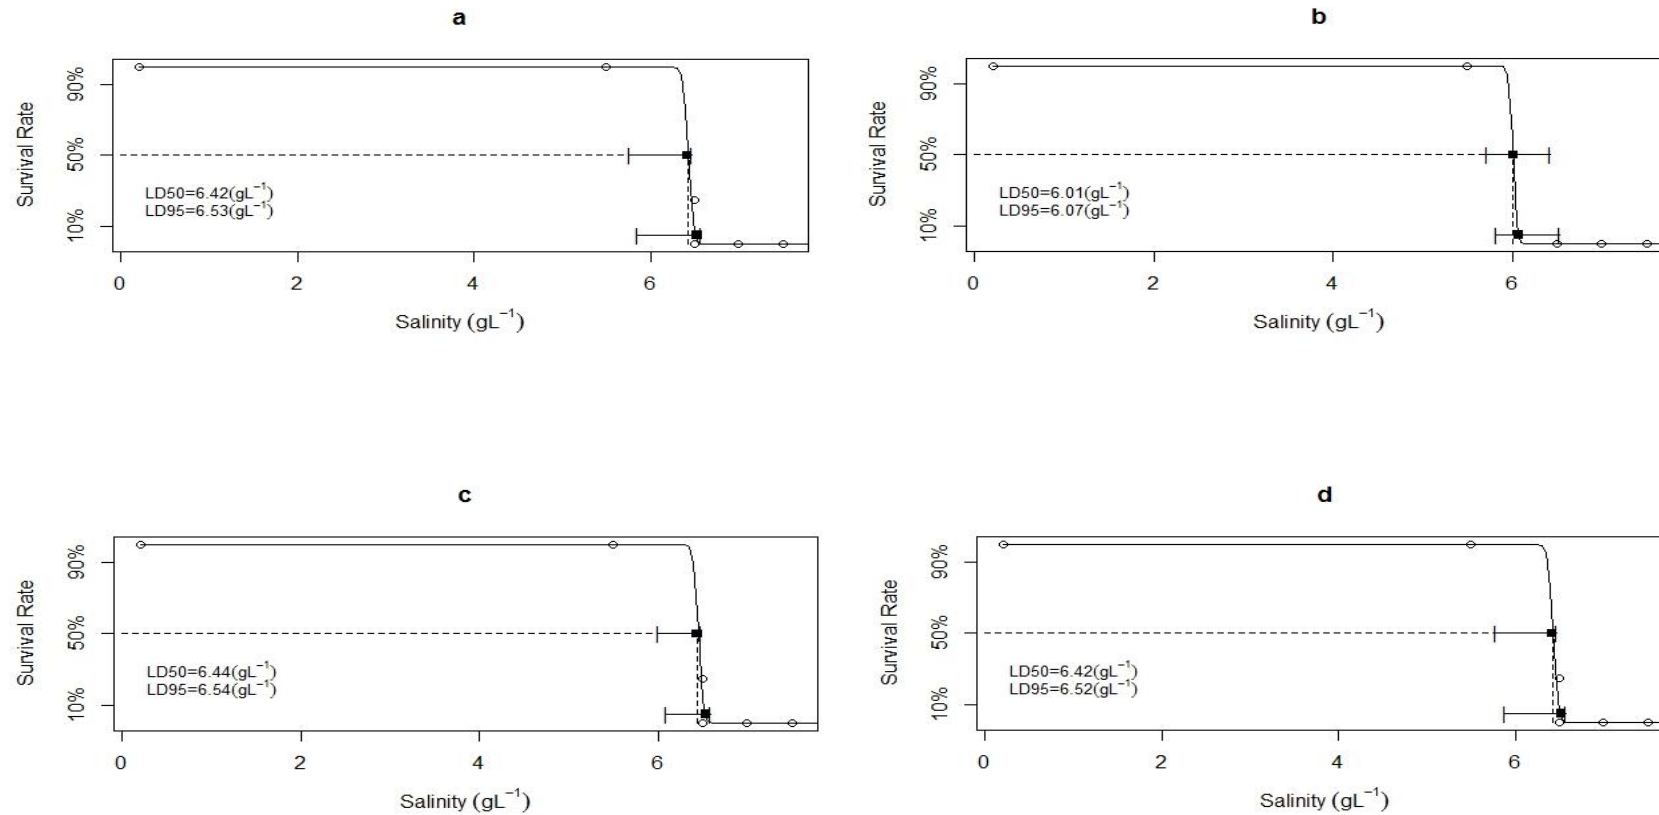 a
90%
50%
10%
Survival Rate
LD50=6.42(gL⁻¹)
LD95=6.53(gL⁻¹)
0 2 4 6
Salinity (gL⁻¹)
b
90%
50%
10%
Survival Rate
LD50=6.01(gL⁻¹)
LD95=6.07(gL⁻¹)
0 2 4 6
Salinity (gL⁻¹)
c
90%
50%
10%
Survival Rate
LD50=6.44(gL⁻¹)
LD95=6.54(gL⁻¹)
0 2 4 6
Salinity (gL⁻¹)
d
90%
50%
10%
Survival Rate
LD50=6.42(gL⁻¹)
LD95=6.52(gL⁻¹)
0 2 4 6
Salinity (gL⁻¹)